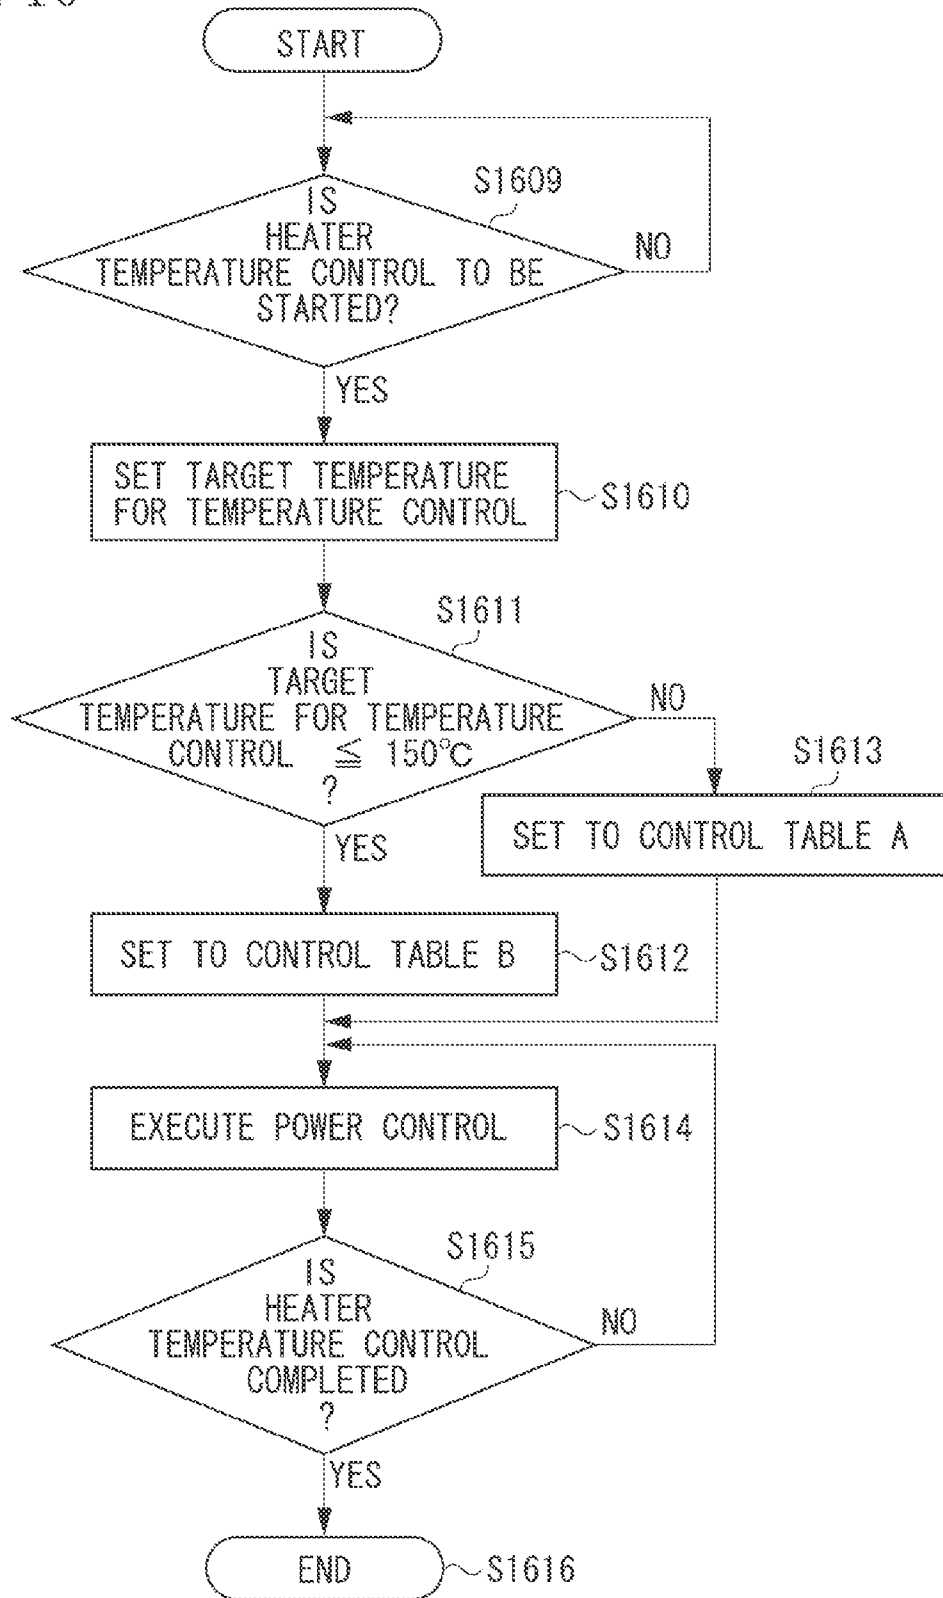 START
S1609
IS
HEATER
TEMPERATURE CONTROL TO BE
STARTED?
NO
YES
SET TARGET TEMPERATURE
FOR TEMPERATURE CONTROL
S1610
S1611
IS
TARGET
TEMPERATURE FOR TEMPERATURE
CONTROL ≦ 150℃
?
NO
YES
S1613
SET TO CONTROL TABLE A
SET TO CONTROL TABLE B
S1612
EXECUTE POWER CONTROL
S1614
S1615
IS
HEATER
TEMPERATURE CONTROL
COMPLETED
?
NO
YES
END
S1616